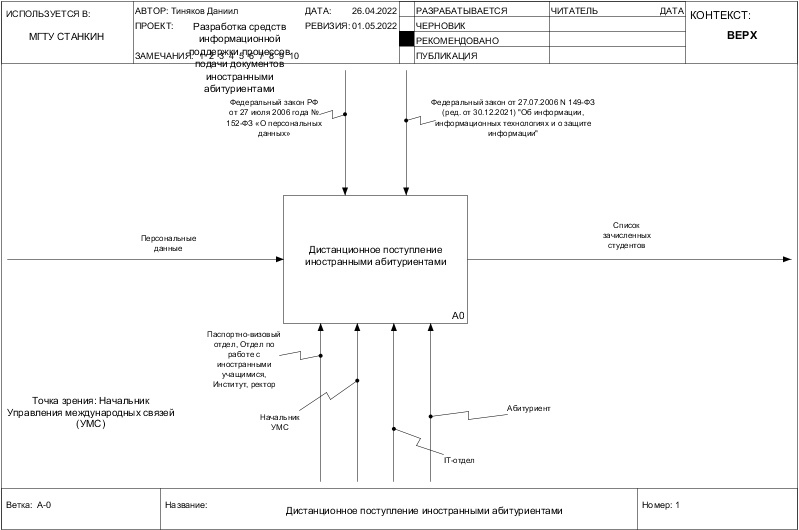 ИСПОЛЬЗУЕТСЯ В:
МГТУ СТАНКИН
АВТОР: Тиняков Даниил
ДАТА: 26.04.2022
ПРОЕКТ: Разработка средств
информационной
поддержки процессов
подачи документов
иностранными
абитуриентами
РЕВИЗИЯ: 01.05.2022
ЗАМЕЧАНИЯ: 1 2 3 4 5 6 7 8 9 10
РАЗРАБАТЫВАЕТСЯ
ЧЕРНОВИК
РЕКОМЕНДОВАНО
ПУБЛИКАЦИЯ
ЧИТАТЕЛЬ ДАТА
КОНТЕКСТ:
ВЕРХ
Федеральный закон РФ
от 27 июля 2006 года №
152-ФЗ «О персональных
данных»
Федеральный закон от 27.07.2006 N 149-ФЗ
(ред. от 30.12.2021) "Об информации,
информационных технологиях и о защите
информации"
Персональные
данные
Дистанционное поступление
иностранными абитуриентами
A0
Список
зачисленных
студентов
Паспортно-визовый
отдел, Отдел по
работе с
иностранными
учащимися,
Институт, ректор
Начальник
УМС
Абитуриент
IT-отдел
Точка зрения: Начальник
Управления международных связей
(УМС)
Ветка: A-0
Название:
Дистанционное поступление иностранными абитуриентами
Номер: 1